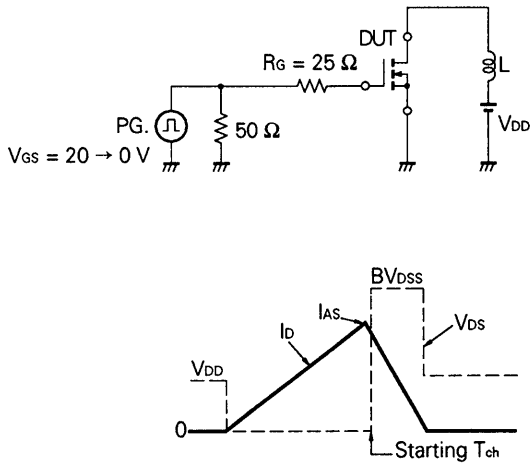 DUT
RG = 25 Ω
L
PG.
50 Ω
VDD
VGS = 20 → 0 V
BVDSS
IAS
ID
VDS
VDD
0
Starting Tch